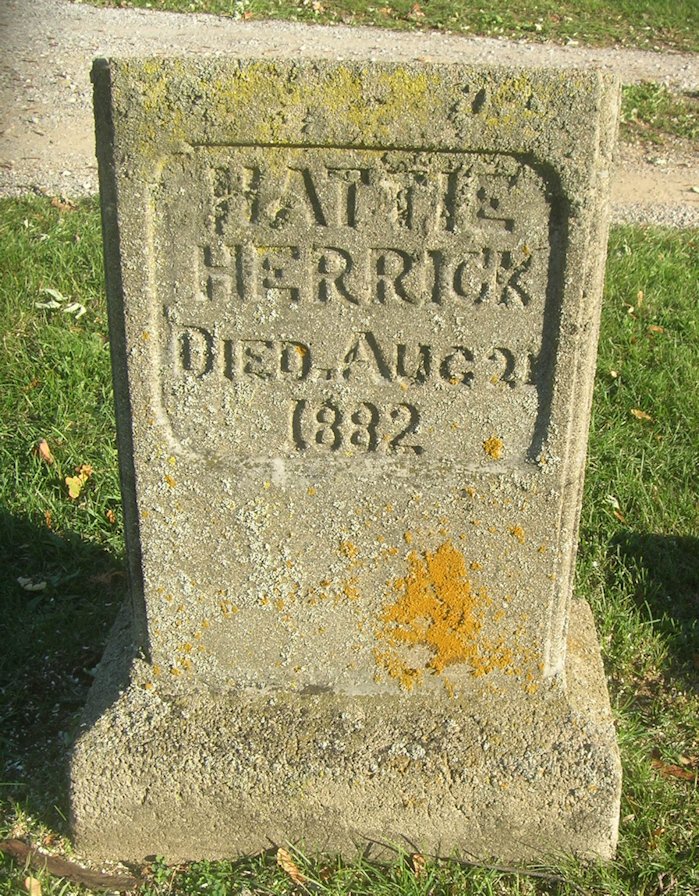 HATTIE
HERRICK
DIED. AUG 21
1882